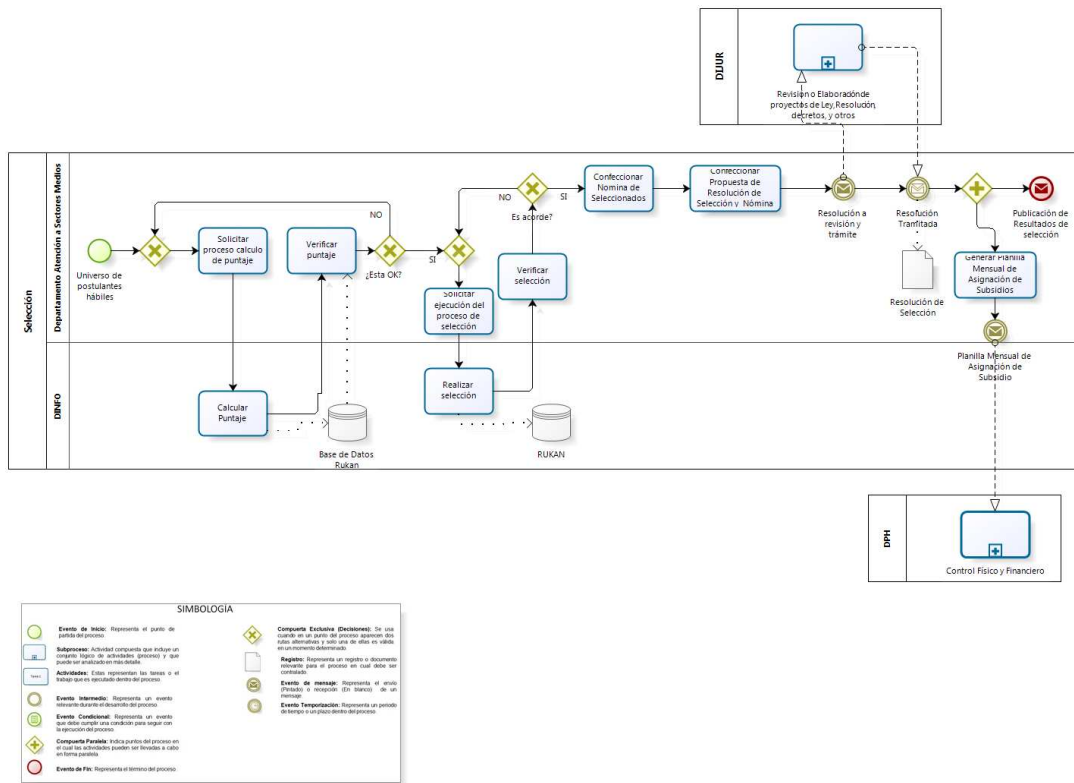 DIJUR
Revision o Elaboradónde
proyectos de Ley, Resolución,
decretos, y otros
Selección
Departamento Atención a Sectores Medios
DINFO
Universo de
postulantes
hábiles
Solicitar
proceso calculo
de puntaje
NO
Verificar
puntaje
¿Esta OK?
SI
Calcular
Puntaje
Base de Datos
Rukan
Solicitar
ejecución del
proceso de
selección
Realizar
selección
RUKAN
Verificar
selección
NO
SI
Es acorde?
Confeccionar
Nomina de
Seleccionados
Confeccionar
Propuesta de
Resolución de
Selección y Nómina
Resolución a
revisión y
trámite
Resolución
Tramitada
Resolución de
Selección
Publicación de
Resultados de
selección
Generar Planilla
Mensual de
Asignación de
Subsidios
Planilla Mensual de
Asignación de
Subsidio
DPH
Control Físico y Financiero
SIMBOLOGÍA
Evento de Inicio: Representa el punto de
partida del proceso.
Subproceso: Actividad compuesta que incluye un
conjunto lógico de actividades (proceso) y que
puede ser analizado en más detalle.
Actividades: Estas representan las tareas o el
trabajo que es ejecutado dentro del proceso.
Evento Intermedio: Representa un evento
relevante durante el desarrollo del proceso.
Evento Condicional: Representa un evento
que debe cumplir una condición para seguir con
la ejecución del proceso.
Compuerta Paralela: Indica puntos del proceso en
el cual las actividades pueden ser llevadas a cabo
en forma paralela.
Evento de Fin: Representa el término del proceso.
Compuerta Exclusiva (Decisiones): Se usa
cuando en un punto del proceso aparecen dos
rutas alternativas y solo una de ellas es válida
en un momento determinado.
Registro: Representa un registro o documento
relevante para el proceso en cual debe ser
controlado.
Evento de mensaje: Representa el envío
(Pintado) o recepción (En blanco) de un
mensaje.
Evento Temporización: Representa un periodo
de tiempo o un plazo dentro del proceso.